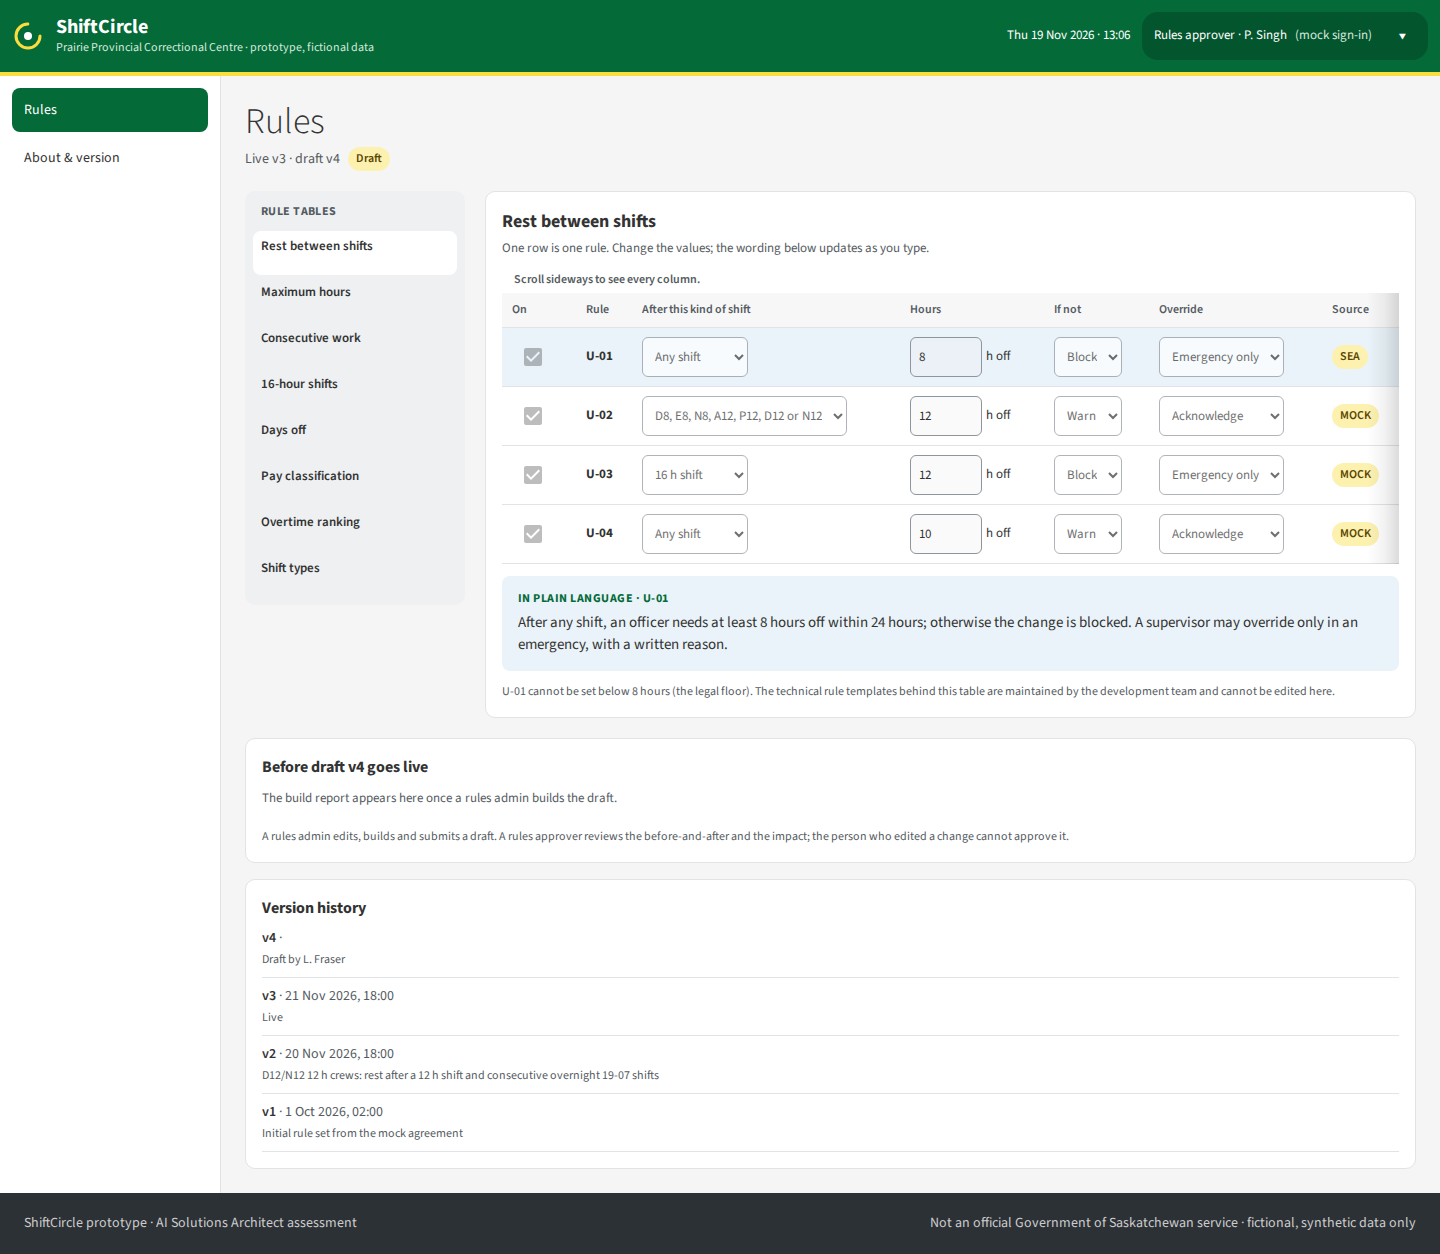 ShiftCircle
Prairie Provincial Correctional Centre · prototype, fictional data
Thu 19 Nov 2026 · 13:06
Rules approver · P. Singh (mock sign-in)
Rules
About & version
Rules
Live v3 · draft v4 Draft
RULE TABLES
Rest between shifts
Maximum hours
Consecutive work
16-hour shifts
Days off
Pay classification
Overtime ranking
Shift types
Rest between shifts
One row is one rule. Change the values; the wording below updates as you type.
Scroll sideways to see every column.
On Rule After this kind of shift Hours If not Override Source
U-01 Any shift 8 h off Block Emergency only SEA
U-02 D8, E8, N8, A12, P12, D12 or N12 12 h off Warn Acknowledge MOCK
U-03 16 h shift 12 h off Block Emergency only MOCK
U-04 Any shift 10 h off Warn Acknowledge MOCK
IN PLAIN LANGUAGE · U-01
After any shift, an officer needs at least 8 hours off within 24 hours; otherwise the change is blocked. A supervisor may override only in an
emergency, with a written reason.
U-01 cannot be set below 8 hours (the legal floor). The technical rule templates behind this table are maintained by the development team and cannot be edited here.
Before draft v4 goes live
The build report appears here once a rules admin builds the draft.
A rules admin edits, builds and submits a draft. A rules approver reviews the before-and-after and the impact; the person who edited a change cannot approve it.
Version history
v4 ·
Draft by L. Fraser
v3 · 21 Nov 2026, 18:00
Live
v2 · 20 Nov 2026, 18:00
D12/N12 12 h crews: rest after a 12 h shift and consecutive overnight 19-07 shifts
v1 · 1 Oct 2026, 02:00
Initial rule set from the mock agreement
ShiftCircle prototype · AI Solutions Architect assessment
Not an official Government of Saskatchewan service · fictional, synthetic data only